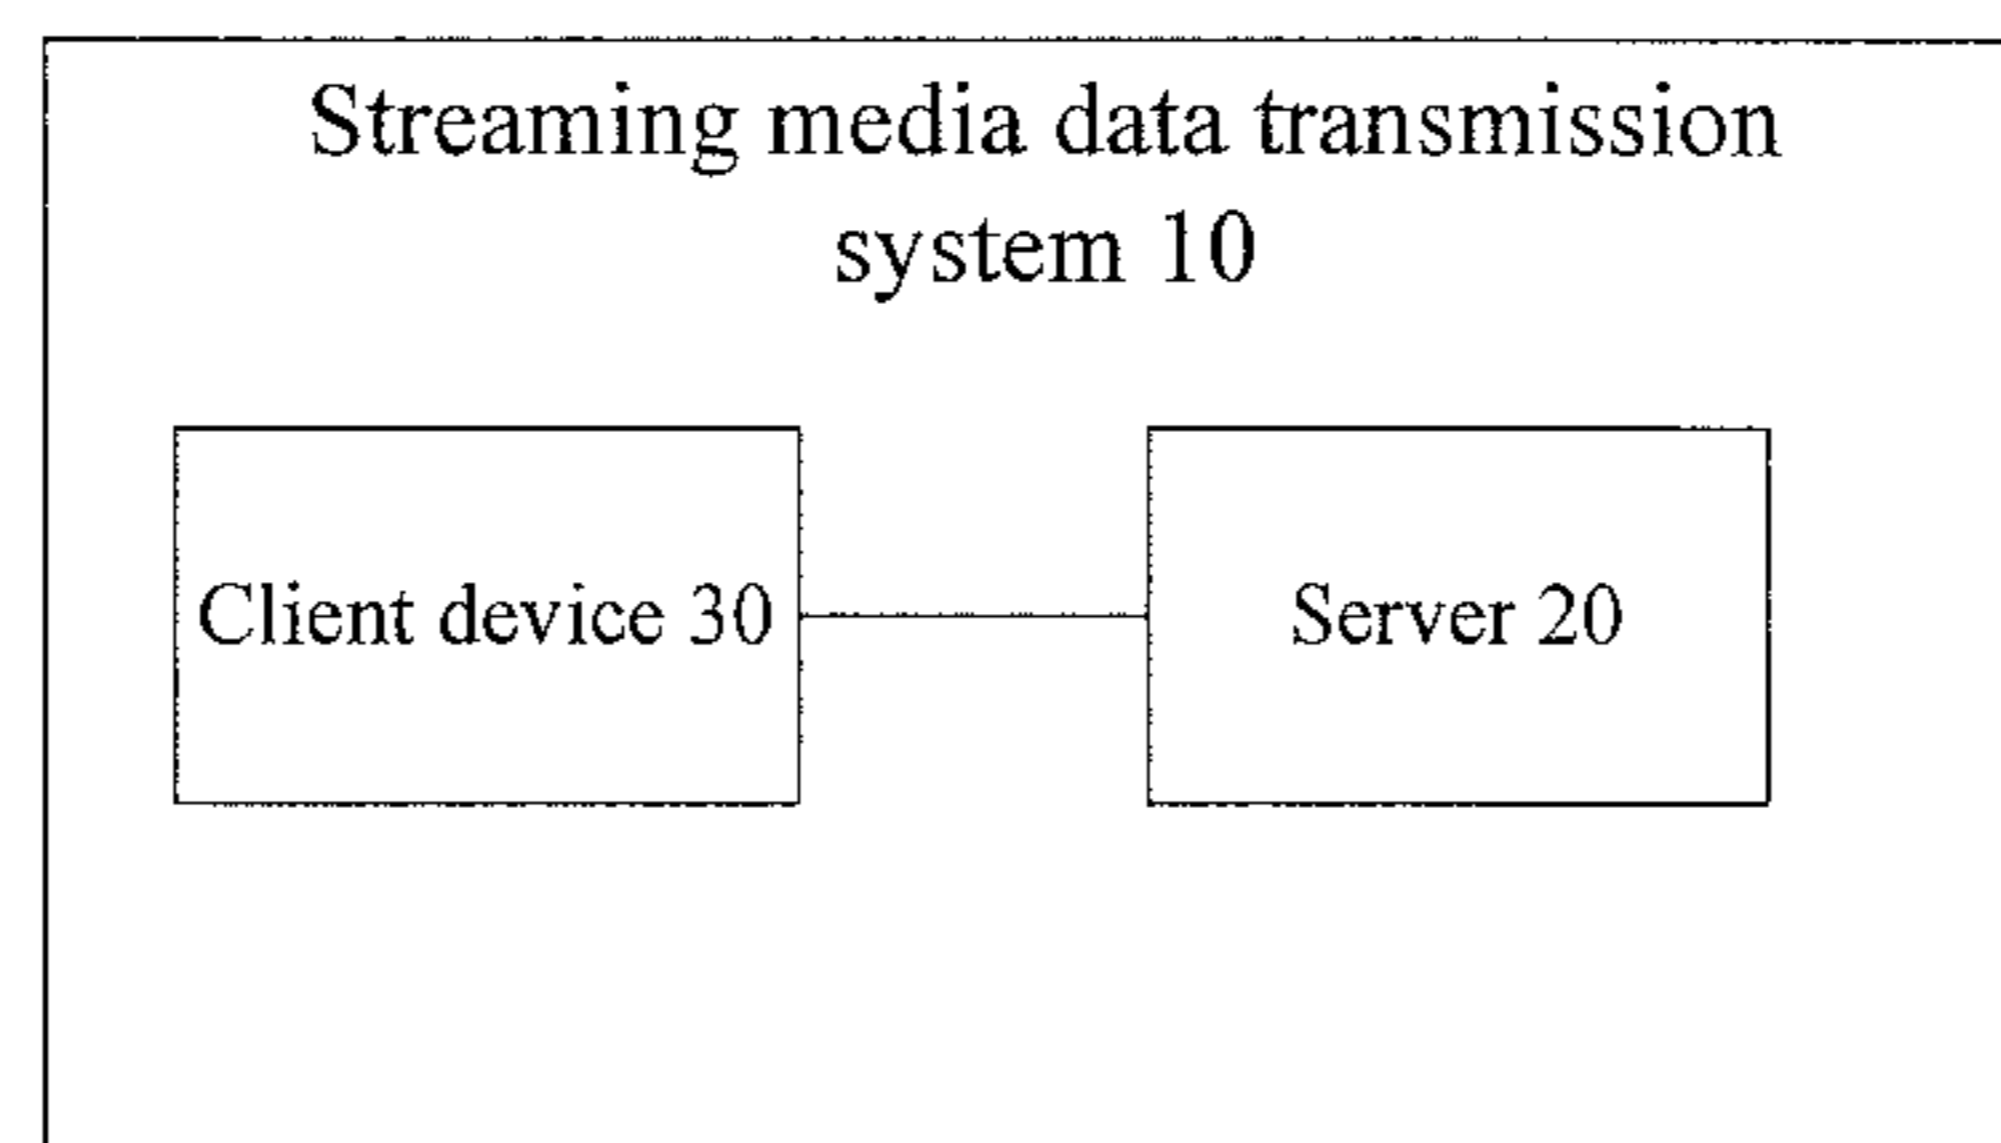 Streaming media data transmission
system 10
Client device 30
Server 20